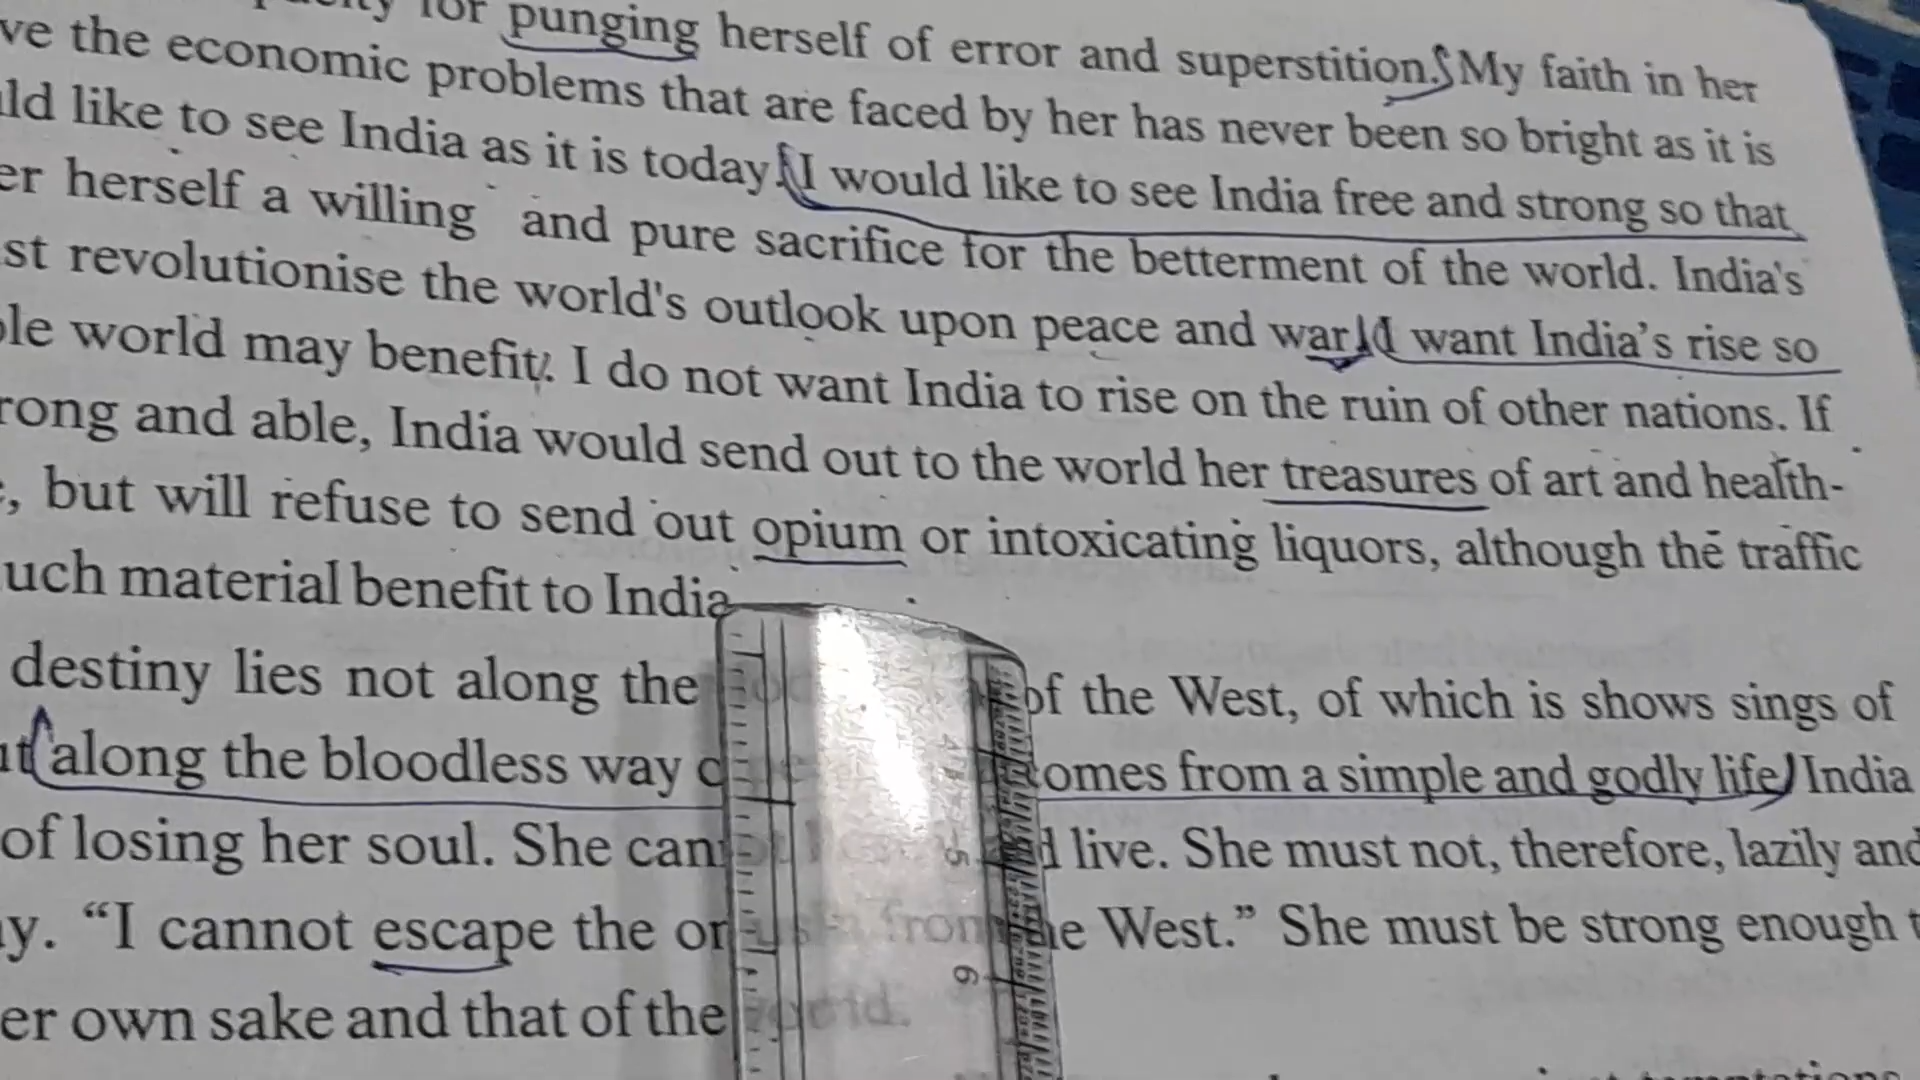 for punging herself of error and superstition. My faith in her
ve the economic problems that are faced by her has never been so bright as it is
ld like to see India as it is today. I would like to see India free and strong so that
er herself a willing and pure sacrifice for the betterment of the world. India's
st revolutionise the world's outlook upon peace and war. I want India's rise so
le world may benefit. I do not want India to rise on the ruin of other nations. If
rong and able, India would send out to the world her treasures of art and health-
, but will refuse to send out opium or intoxicating liquors, although the traffic
uch material benefit to India
destiny lies not along the of the West, of which is shows sings of
along the bloodless way comes from a simple and godly life India
of losing her soul. She live. She must not, therefore, lazily and
y. "I cannot escape the from the West." She must be strong enough t
er own sake and that of the world.
5
6